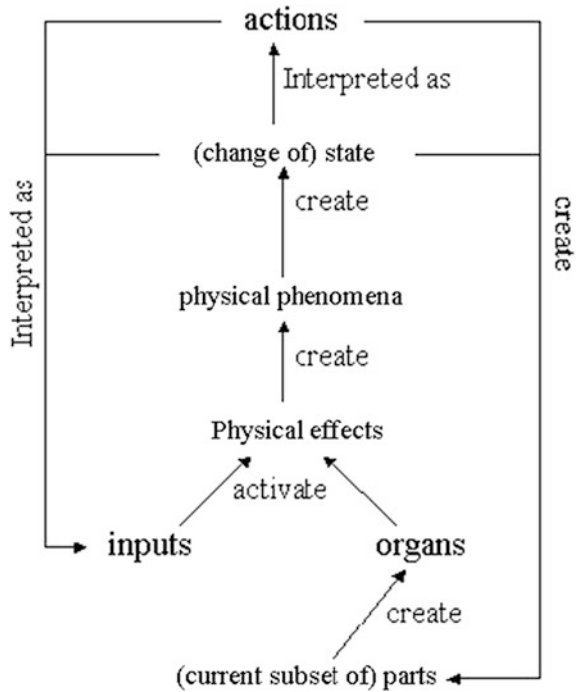 actions
Interpreted as
(change of) state
create
Interpreted as
create
physical phenomena
create
Physical effects
activate
inputs
organs
create
(current subset of) parts